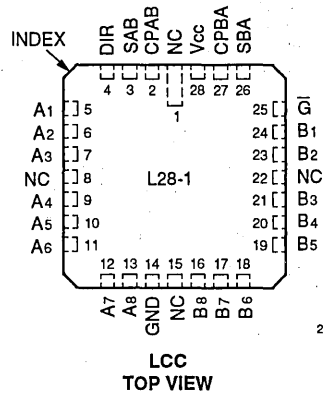 INDEX
DIR SAB CPAB NC Vcc CPBA SBA
4 3 2 28 27 26
1
A1 5 25 G̅
A2 6 24 B1
A3 7 23 B2
NC 8 L28-1 22 NC
A4 9 21 B3
A5 10 20 B4
A6 11 19 B5
12 13 14 15 16 17 18
A7 A8 GND NC B8 B7 B6
2
LCC
TOP VIEW